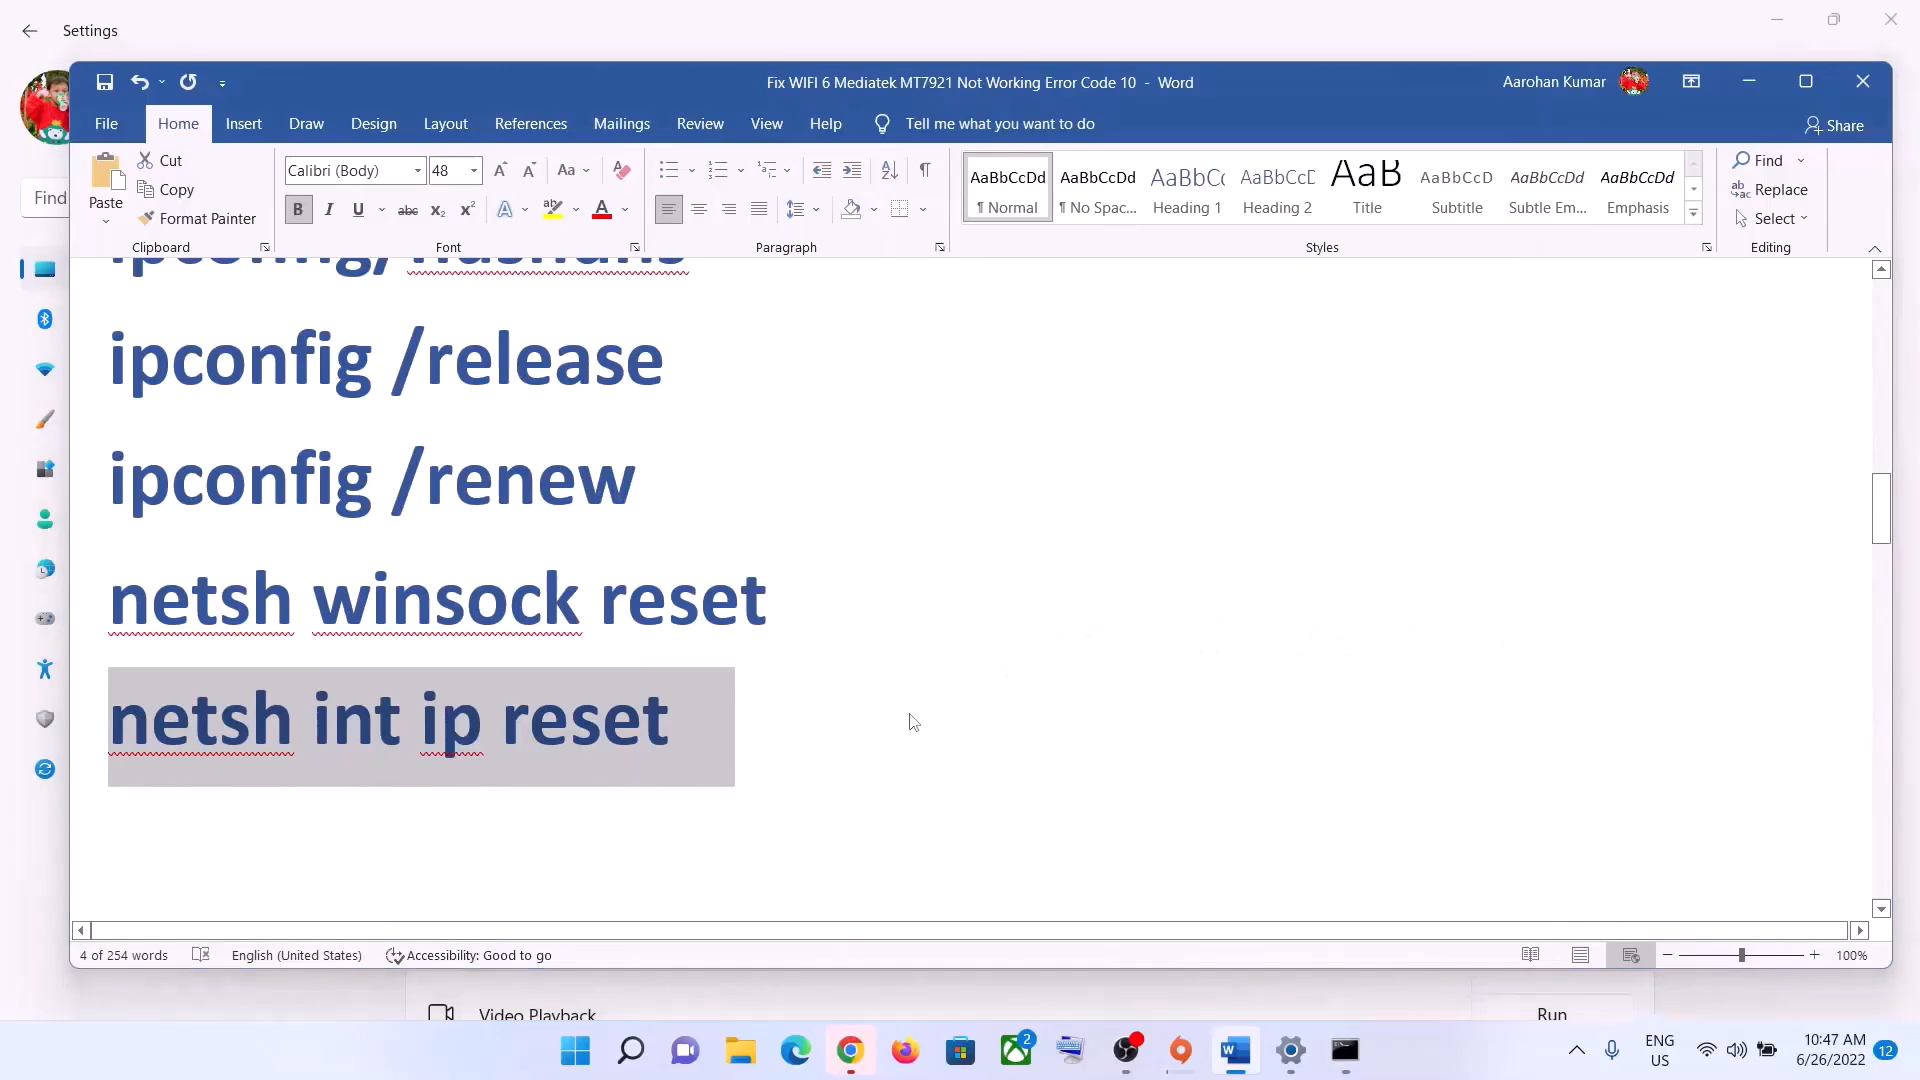 Settings
Fix WIFI 6 Mediatek MT7921 Not Working Error Code 10 - Word
Aarohan Kumar
File Home Insert Draw Design Layout References Mailings Review View Help Tell me what you want to do
Share
Paste
Cut
Copy
Format Painter
Clipboard
Calibri (Body) 48
Font
Paragraph
AaBbCcDd AaBbCcDd AaBbC AaBbCcD AaB AaBbCcD AaBbCcDd AaBbCcDd
¶ Normal ¶ No Spac... Heading 1 Heading 2 Title Subtitle Subtle Em... Emphasis
Styles
Find
Replace
Select
Editing
Find
ipconfig /release
ipconfig /renew
netsh winsock reset
netsh int ip reset
4 of 254 words English (United States) Accessibility: Good to go 100%
Video Playback Run
2
ENG
US
10:47 AM
6/26/2022
12